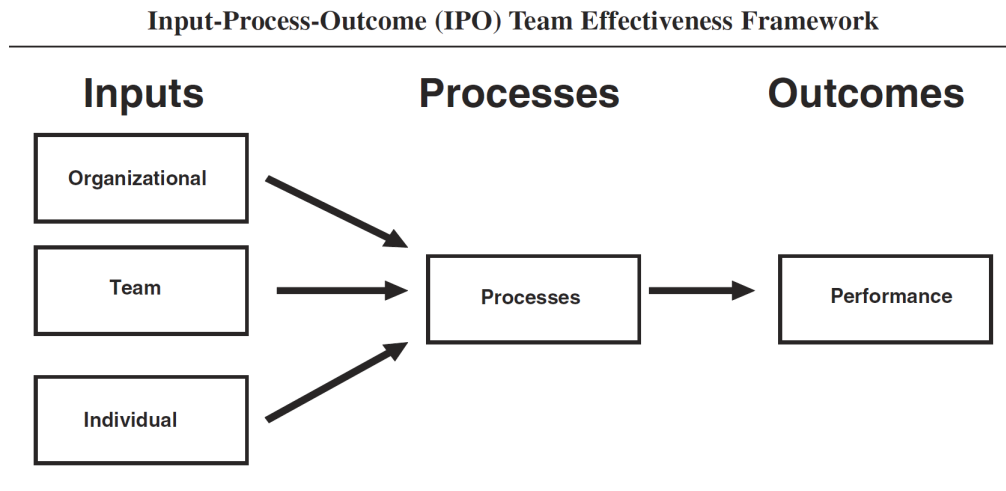 Input-Process-Outcome (IPO) Team Effectiveness Framework
Inputs
Processes
Outcomes
Organizational
Team
Individual
Processes
Performance